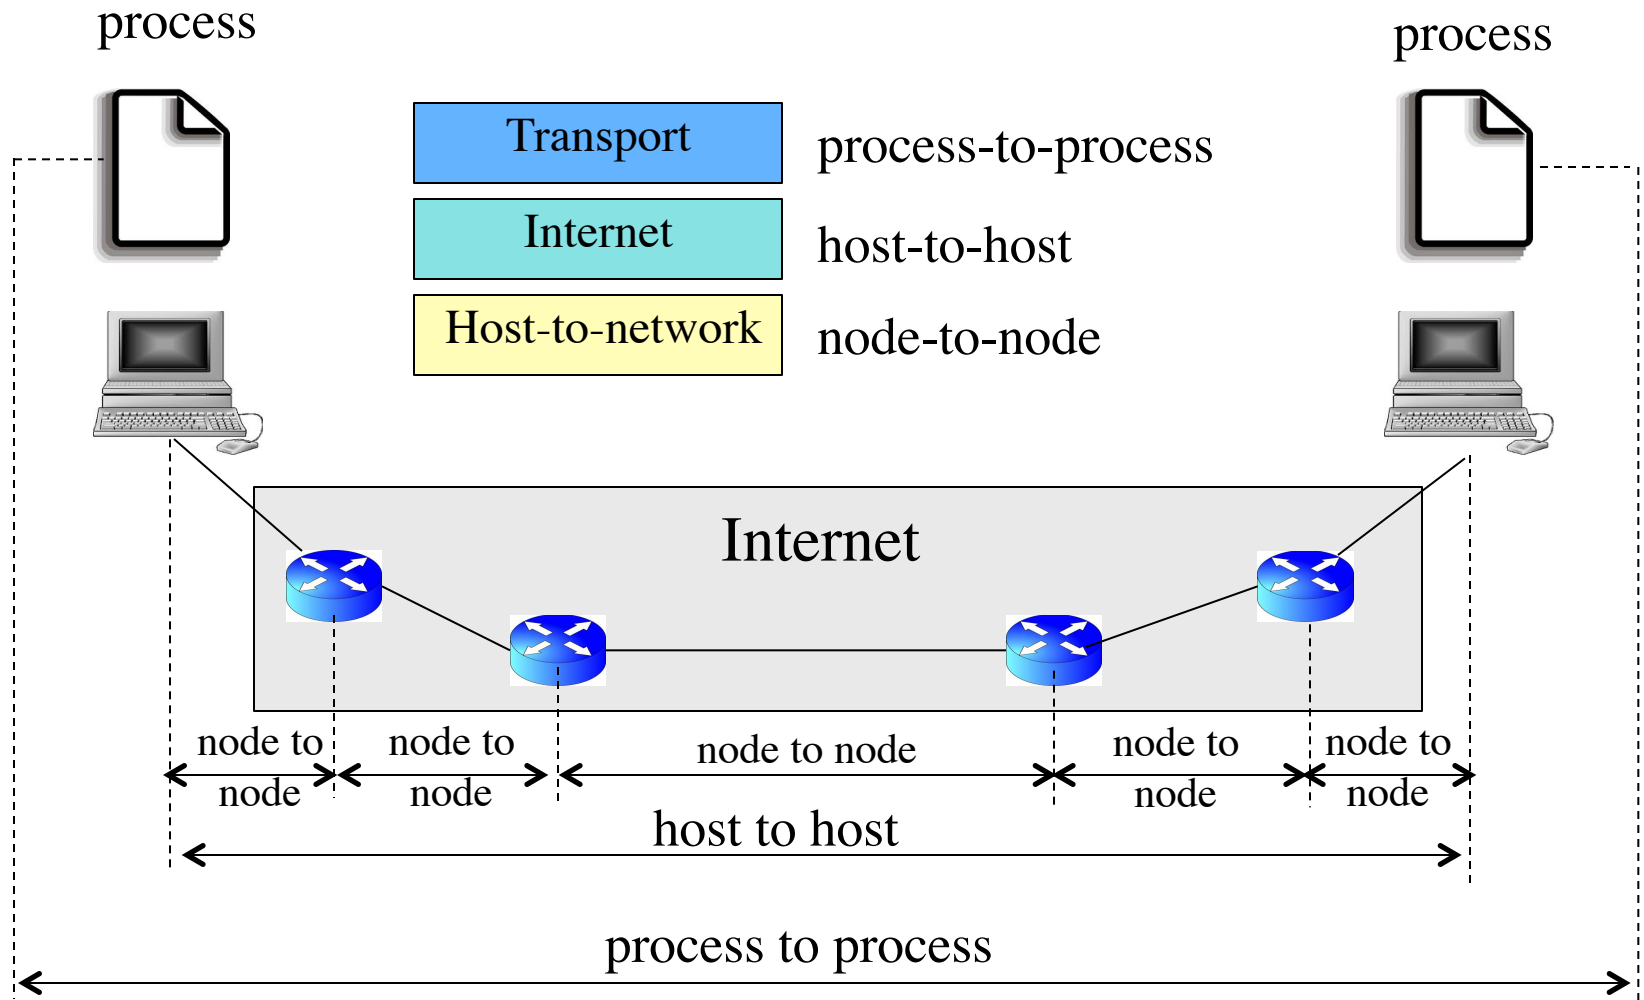 process
process
Transport
process-to-process
Internet
host-to-host
Host-to-network
node-to-node
Internet
node to
node
node to
node
node to node
node to
node
node to
node
host to host
process to process